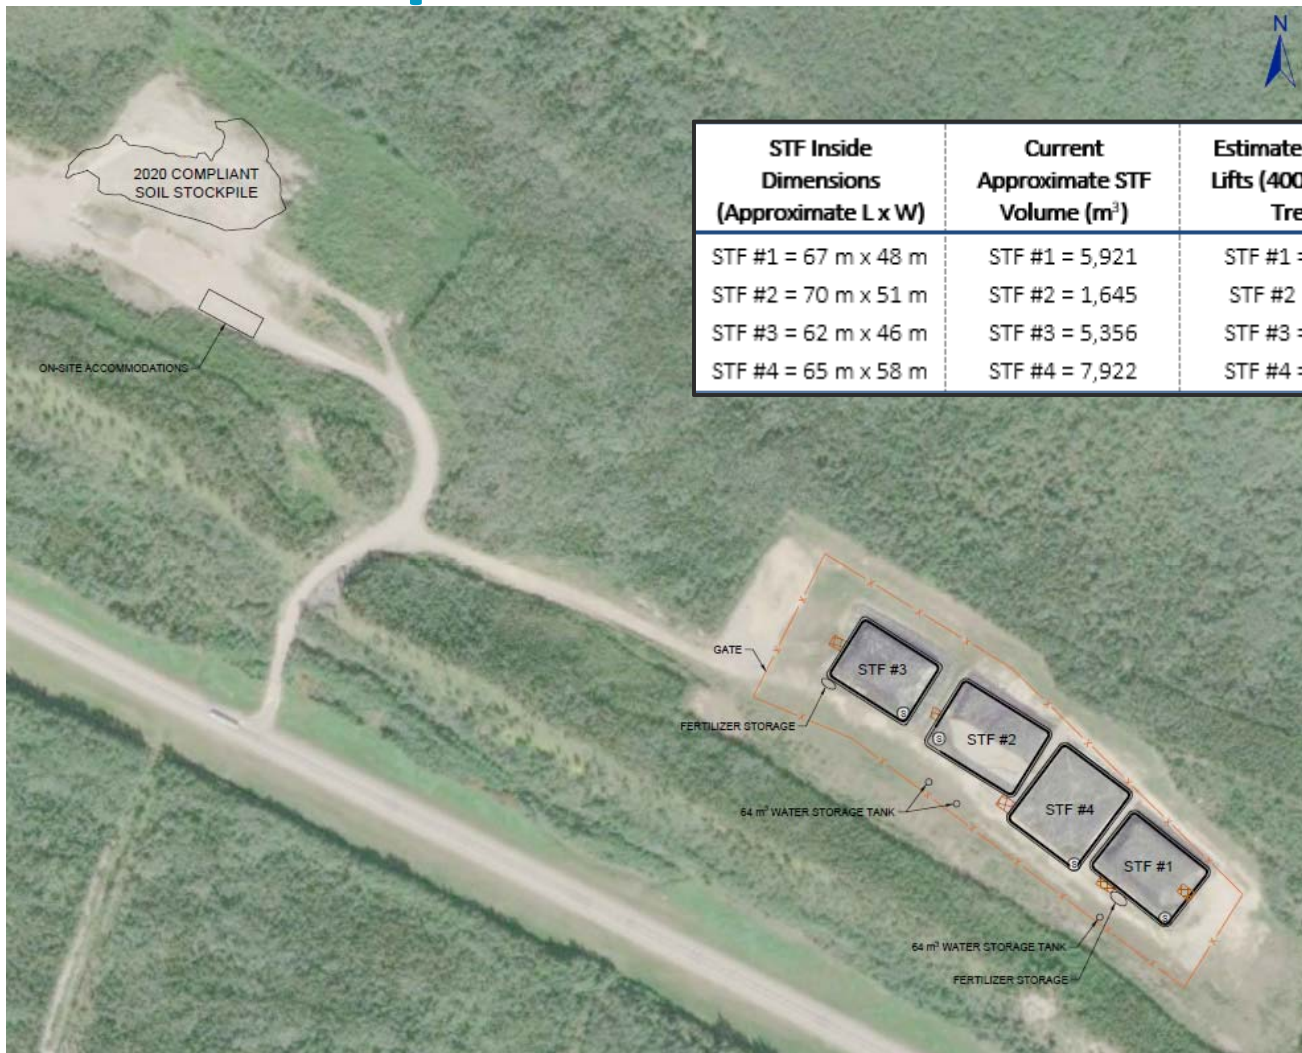 N
STF Inside
Dimensions
(Approximate L x W)
Current
Approximate STF
Volume (m³)
Estimate
Lifts (400
Tre
STF #1 = 67 m x 48 m
STF #1 = 5,921
STF #1 =
STF #2 = 70 m x 51 m
STF #2 = 1,645
STF #2
STF #3 = 62 m x 46 m
STF #3 = 5,356
STF #3 =
STF #4 = 65 m x 58 m
STF #4 = 7,922
STF #4 =
2020 COMPLIANT
SOIL STOCKPILE
ON-SITE ACCOMMODATIONS
GATE
STF #3
S
FERTILIZER STORAGE
STF #2
S
64 m³ WATER STORAGE TANK
STF #4
S
STF #1
S
64 m³ WATER STORAGE TANK
FERTILIZER STORAGE